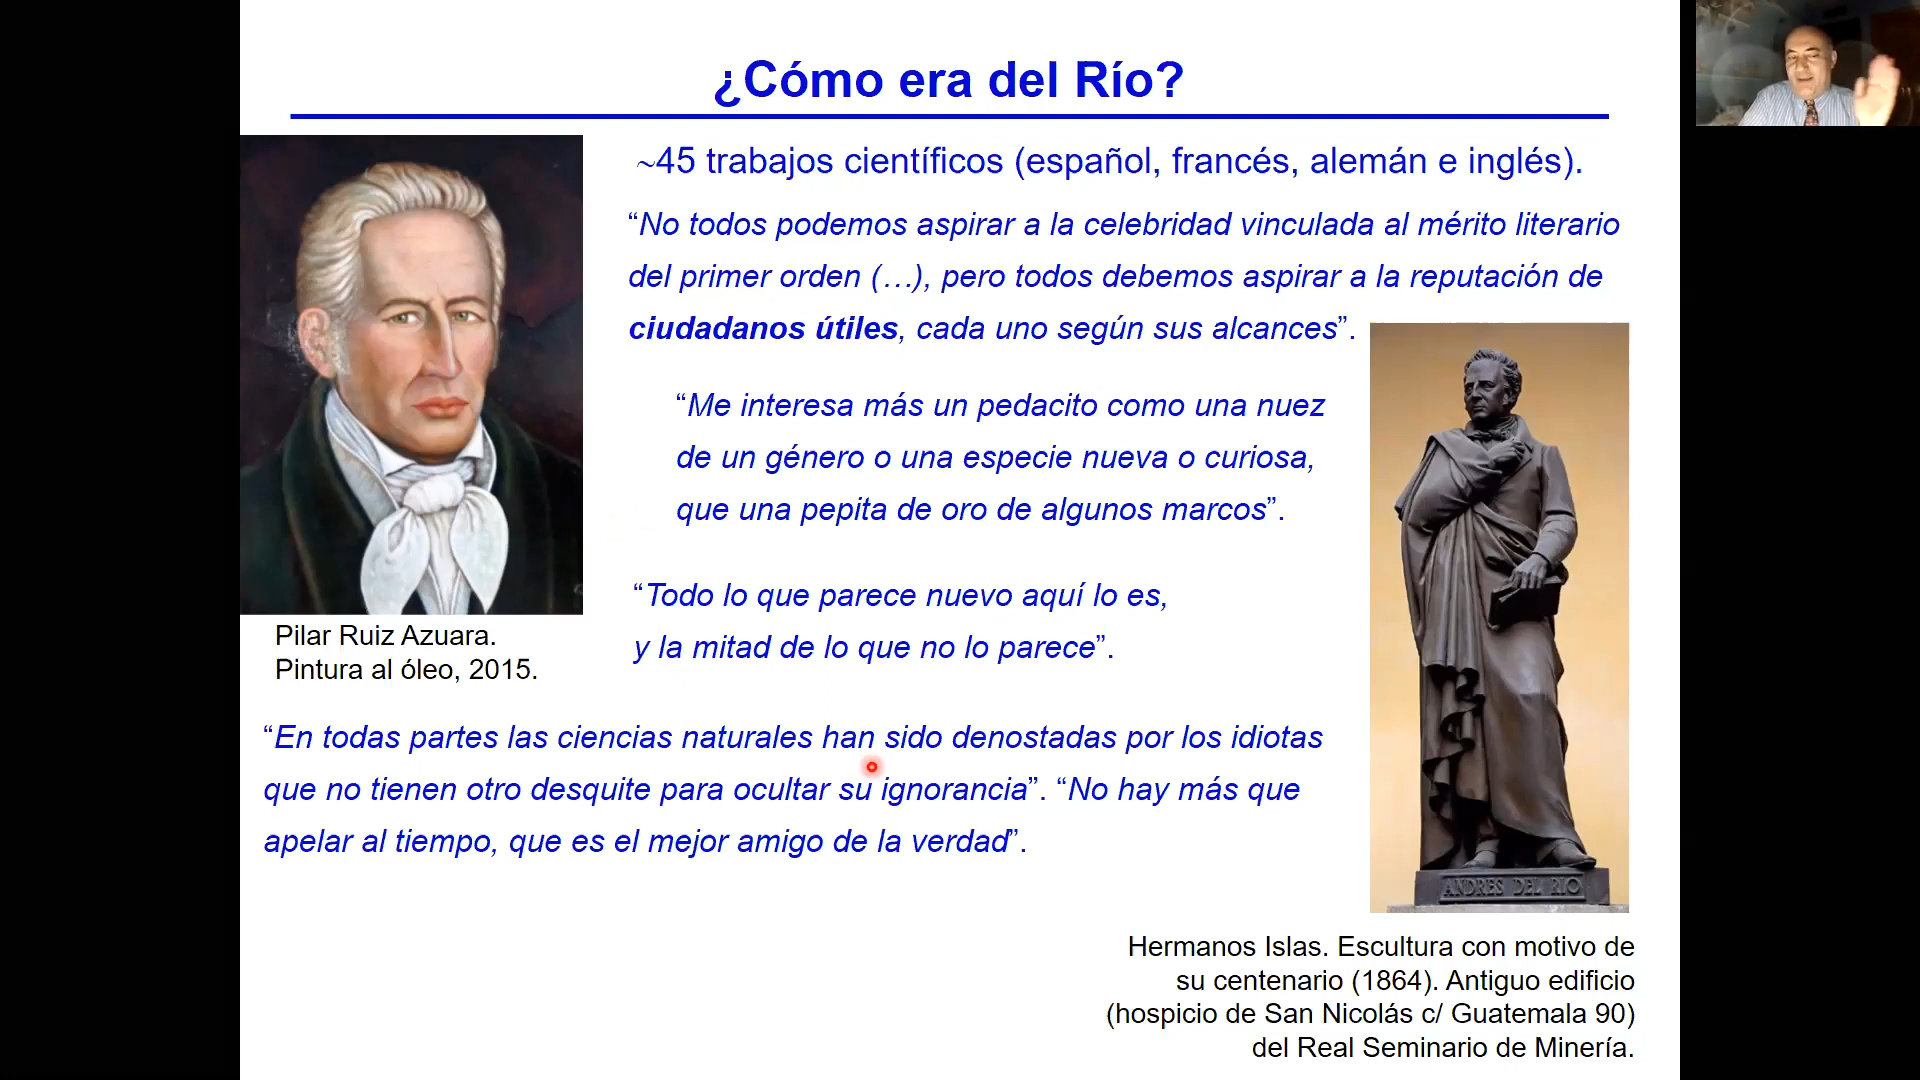 ¿Cómo era del Río?
~45 trabajos científicos (español, francés, alemán e inglés).
“No todos podemos aspirar a la celebridad vinculada al mérito literario
del primer orden (…), pero todos debemos aspirar a la reputación de
ciudadanos útiles, cada uno según sus alcances”.
“Me interesa más un pedacito como una nuez
de un género o una especie nueva o curiosa,
que una pepita de oro de algunos marcos”.
“Todo lo que parece nuevo aquí lo es,
y la mitad de lo que no lo parece”.
Pilar Ruiz Azuara.
Pintura al óleo, 2015.
“En todas partes las ciencias naturales han sido denostadas por los idiotas
que no tienen otro desquite para ocultar su ignorancia”. “No hay más que
apelar al tiempo, que es el mejor amigo de la verdad”.
ANDRES DEL RIO
Hermanos Islas. Escultura con motivo de
su centenario (1864). Antiguo edificio
(hospicio de San Nicolás c/ Guatemala 90)
del Real Seminario de Minería.